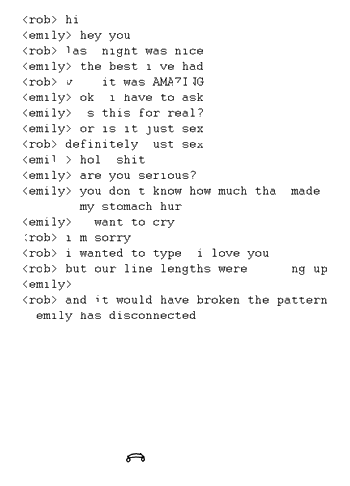 <rob> hi
<emily> hey you
<rob> night was nice
<emily> the best i ve had
<rob> it was AMAZING
<emily> ok i have to ask
<emily> s this for real?
<emily> or is it just sex
<rob> definitely ust sex
<emil > hol shit
<emily> are you serious?
<emily> you don t know how much tha made
my stomach hur
<emily> want to cry
<rob> i m sorry
<rob> i wanted to type i love you
<rob> but our line lengths were ng up
<emily>
<rob> and it would have broken the pattern
emily has disconnected